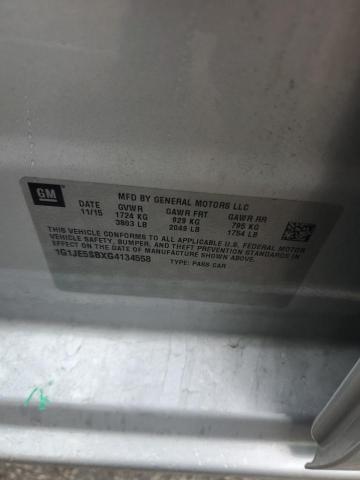 GM
MFD BY GENERAL MOTORS LLC
DATE GVWR GAWR FRT GAWR RR
11/15 1724 KG 929 KG 795 KG
3803 LB 2049 LB 1754 LB
THIS VEHICLE CONFORMS TO ALL APPLICABLE U.S. FEDERAL MOTOR
VEHICLE SAFETY, BUMPER, AND THEFT PREVENTION STANDARDS IN EFFECT ON THE
DATE OF MANUFACTURE SHOWN ABOVE.
1G1JE5SBXG4134558
TYPE: PASS CAR